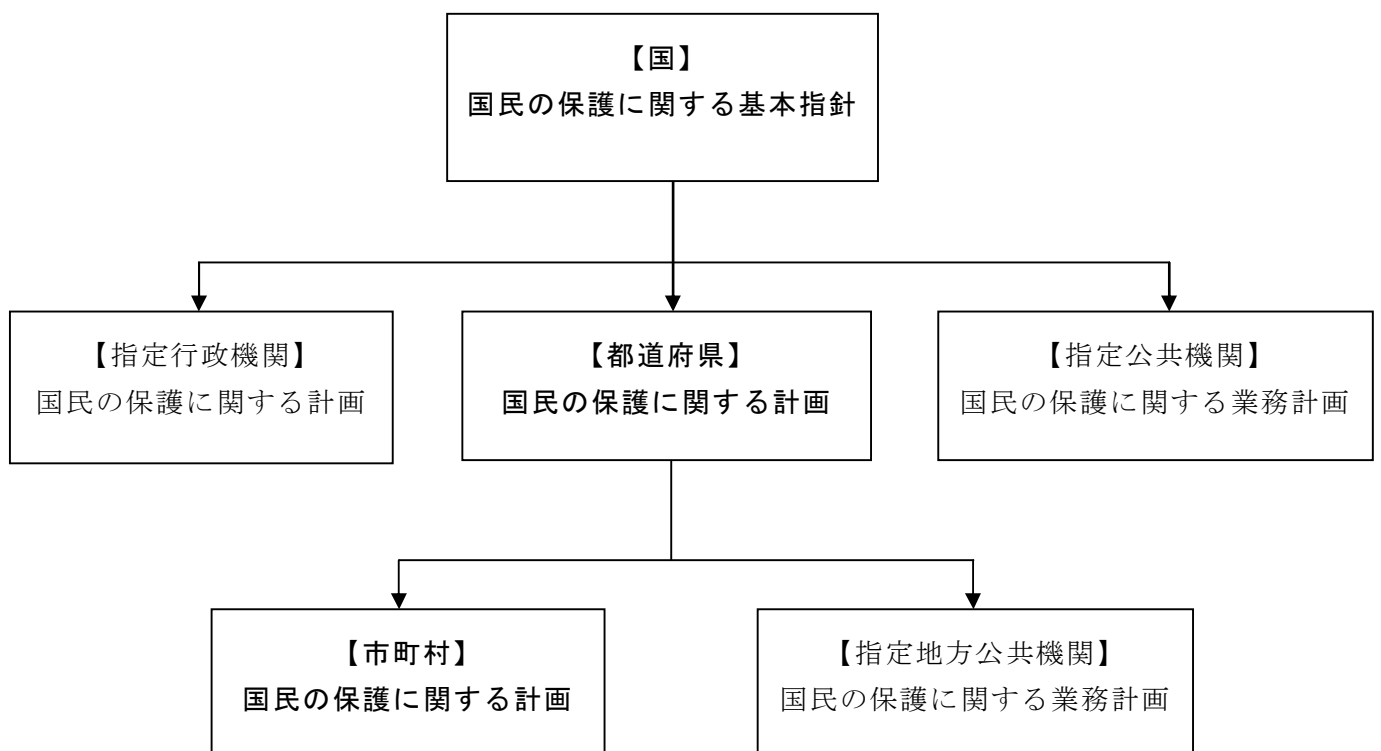 【国】
国民の保護に関する基本指針
【指定行政機関】
国民の保護に関する計画
【都道府県】
国民の保護に関する計画
【指定公共機関】
国民の保護に関する業務計画
【市町村】
国民の保護に関する計画
【指定地方公共機関】
国民の保護に関する業務計画